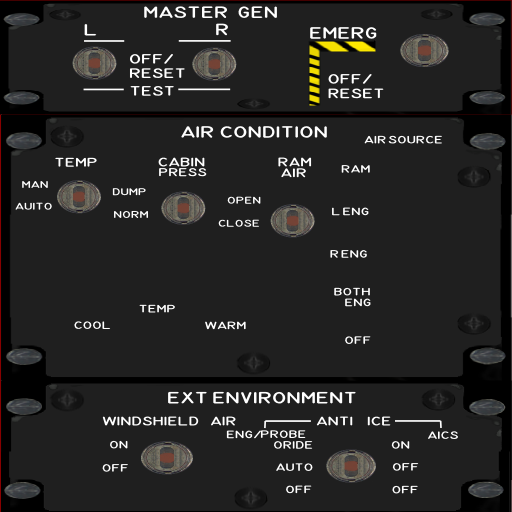 MASTER GEN
L R EMERG
OFF/
RESET
TEST
OFF/
RESET
AIR CONDITION
AIR SOURCE
TEMP
CABIN
PRESS
RAM
AIR
RAM
MAN
AUITO
DUMP
NORM
OPEN
CLOSE
L ENG
R ENG
BOTH
ENG
TEMP
COOL WARM
OFF
EXT ENVIRONMENT
WINDSHIELD AIR ANTI ICE
ENG/PROBE AICS
ON ORIDE ON
OFF AUTO OFF
OFF OFF